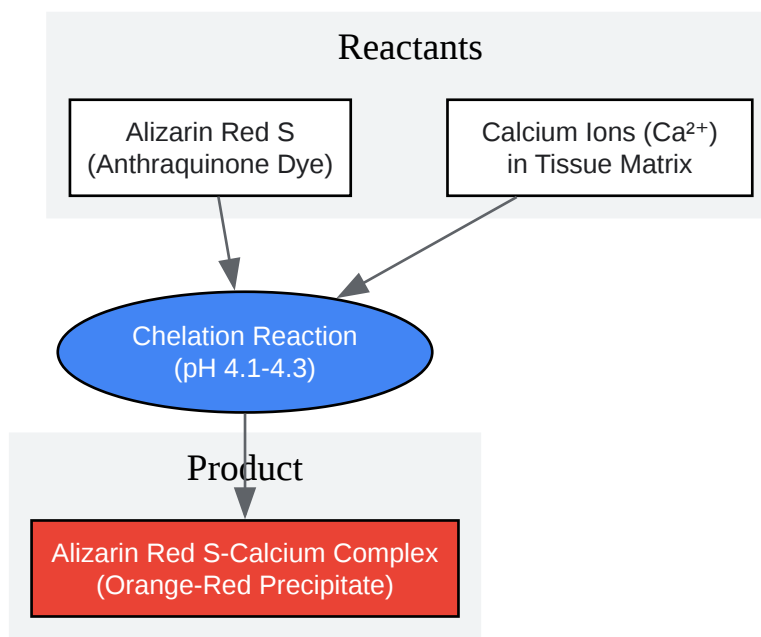 Reactants
Alizarin Red S
(Anthraquinone Dye)
Calcium Ions (Ca²⁺)
in Tissue Matrix
Chelation Reaction
(pH 4.1-4.3)
Product
Alizarin Red S-Calcium Complex
(Orange-Red Precipitate)